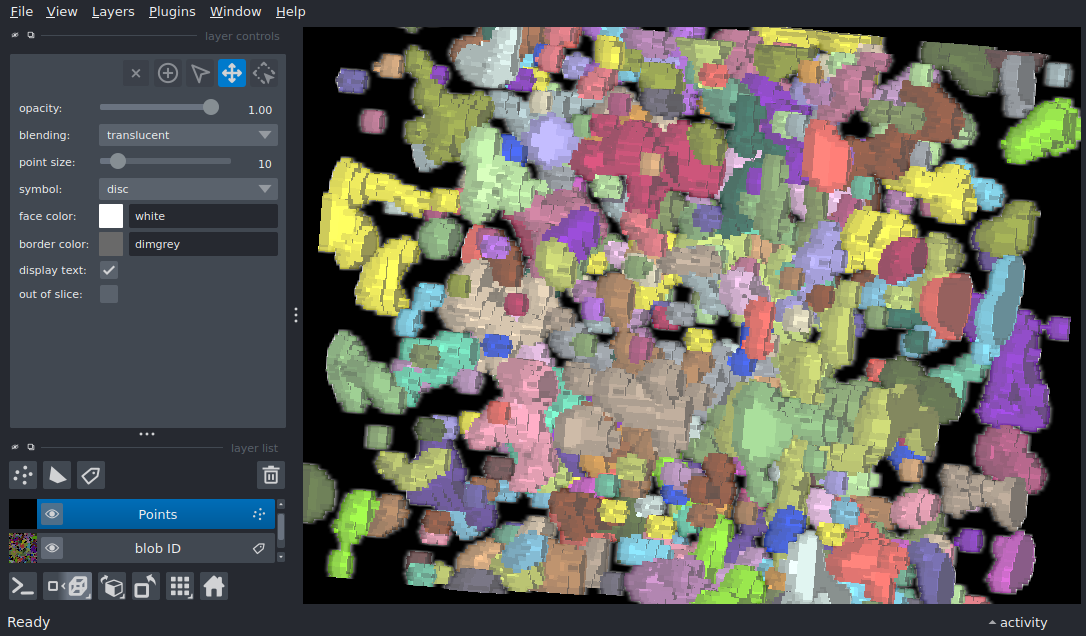 File View Layers Plugins Window Help
layer controls
opacity: 1.00
blending: translucent
point size: 10
symbol: disc
face color: white
border color: dimgrey
display text:
out of slice:
layer list
Points
blob ID
Ready
activity